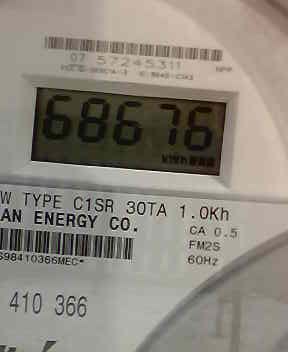 07 57245311
68676
kWh
W TYPE C1SR 30TA 1.0Kh
AN ENERGY CO.
CA 0.5
FM2S
60Hz
S98410366MEC*
410 366